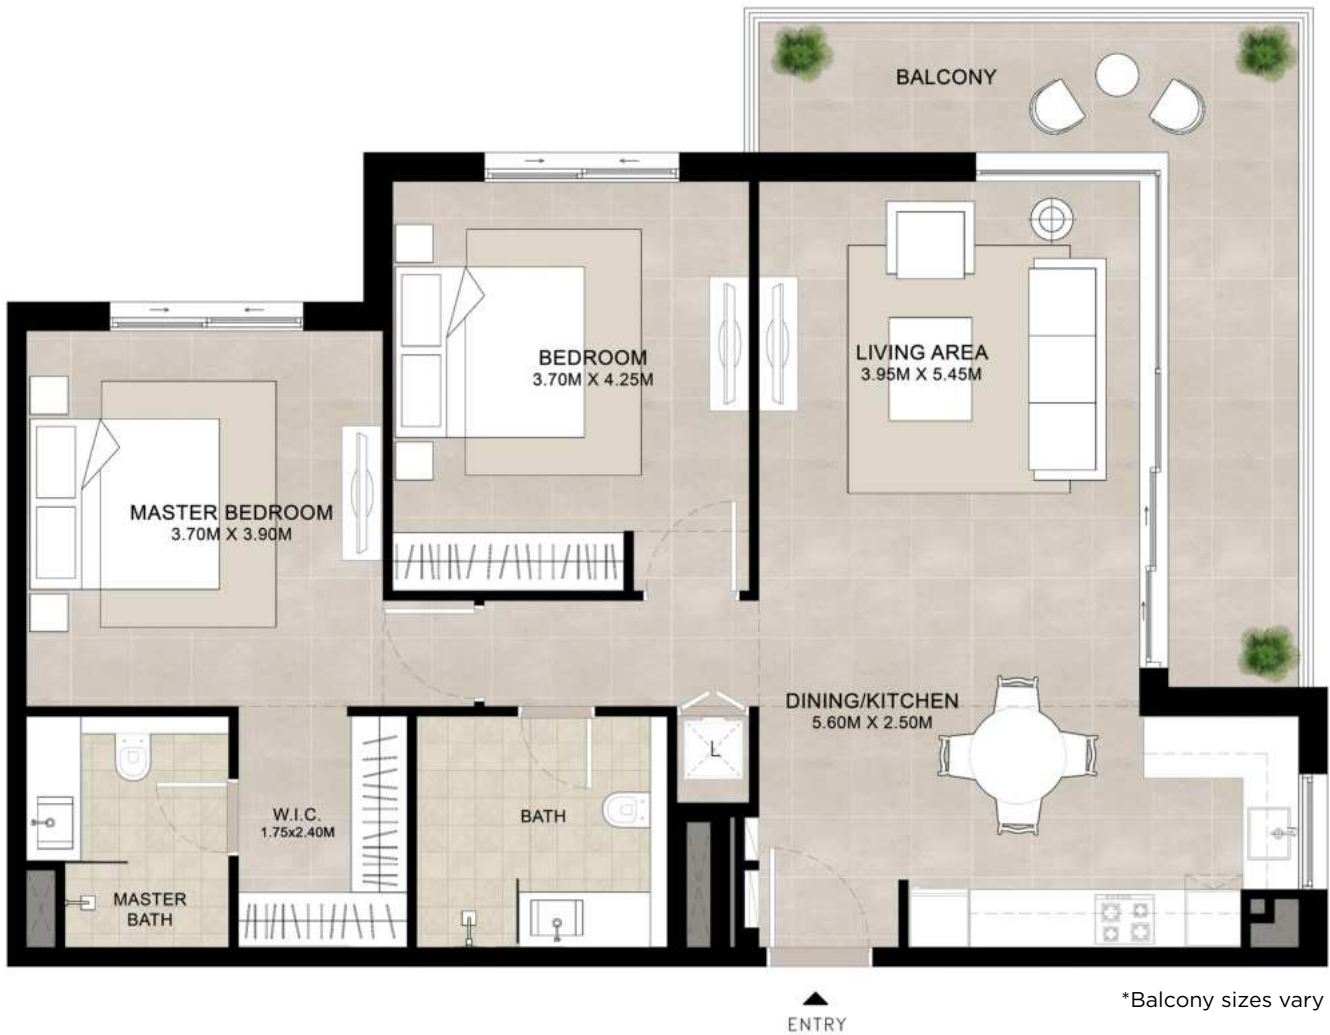 BALCONY
BEDROOM
3.70M X 4.25M
LIVING AREA
3.95M X 5.45M
MASTER BEDROOM
3.70M X 3.90M
DINING/KITCHEN
5.60M X 2.50M
L
W.I.C.
1.75x2.40M
BATH
MASTER
BATH
*Balcony sizes vary
ENTRY